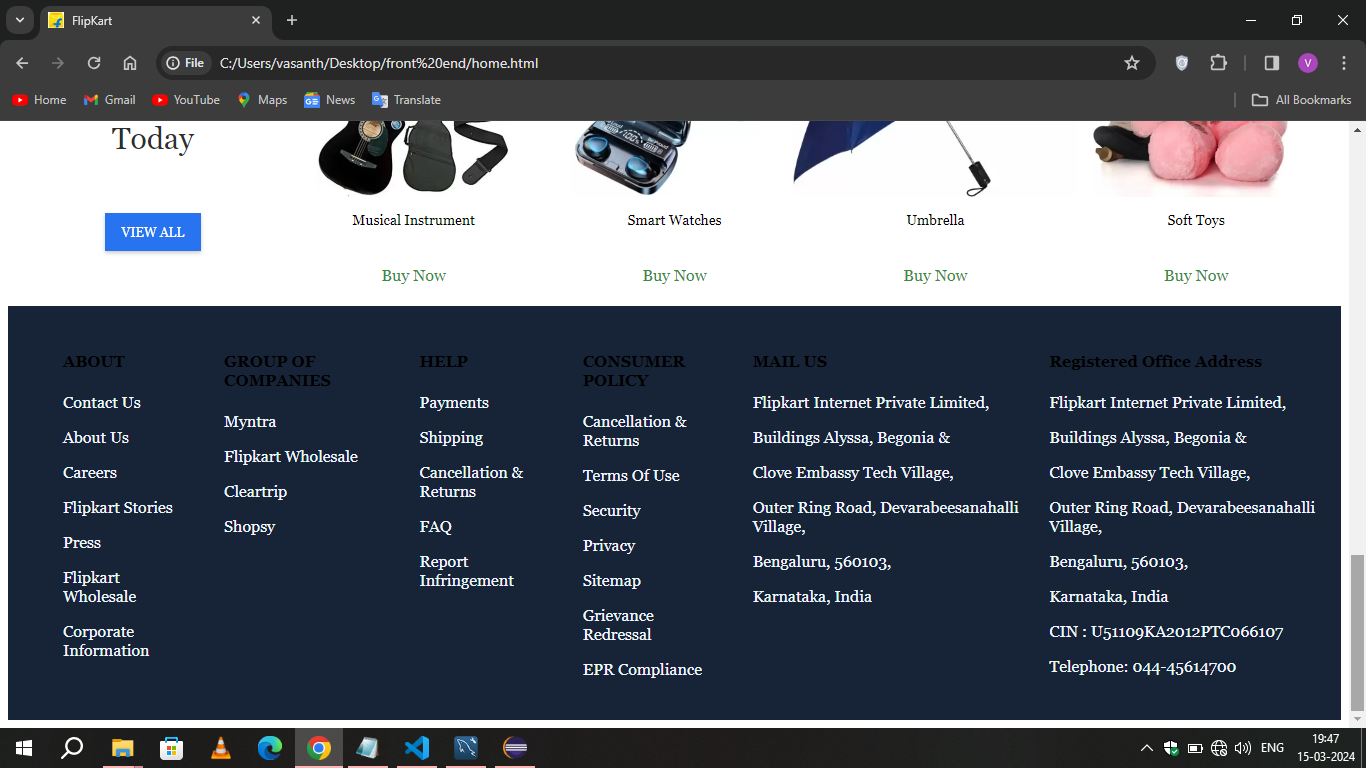 FlipKart
File
C:/Users/vasanth/Desktop/front%20end/home.html
V
Home
Gmail
YouTube
Maps
News
Translate
All Bookmarks
Today
VIEW ALL
100
Musical Instrument
Smart Watches
Umbrella
Soft Toys
Buy Now
Buy Now
Buy Now
Buy Now
ABOUT
Contact Us
About Us
Careers
Flipkart Stories
Press
Flipkart
Wholesale
Corporate
Information
GROUP OF
COMPANIES
Myntra
Flipkart Wholesale
Cleartrip
Shopsy
HELP
Payments
Shipping
Cancellation &
Returns
FAQ
Report
Infringement
CONSUMER
POLICY
Cancellation &
Returns
Terms Of Use
Security
Privacy
Sitemap
Grievance
Redressal
EPR Compliance
MAIL US
Flipkart Internet Private Limited,
Buildings Alyssa, Begonia &
Clove Embassy Tech Village,
Outer Ring Road, Devarabeesanahalli
Village,
Bengaluru, 560103,
Karnataka, India
Registered Office Address
Flipkart Internet Private Limited,
Buildings Alyssa, Begonia &
Clove Embassy Tech Village,
Outer Ring Road, Devarabeesanahalli
Village,
Bengaluru, 560103,
Karnataka, India
CIN : U51109KA2012PTC066107
Telephone: 044-45614700
ENG
19:47
15-03-2024